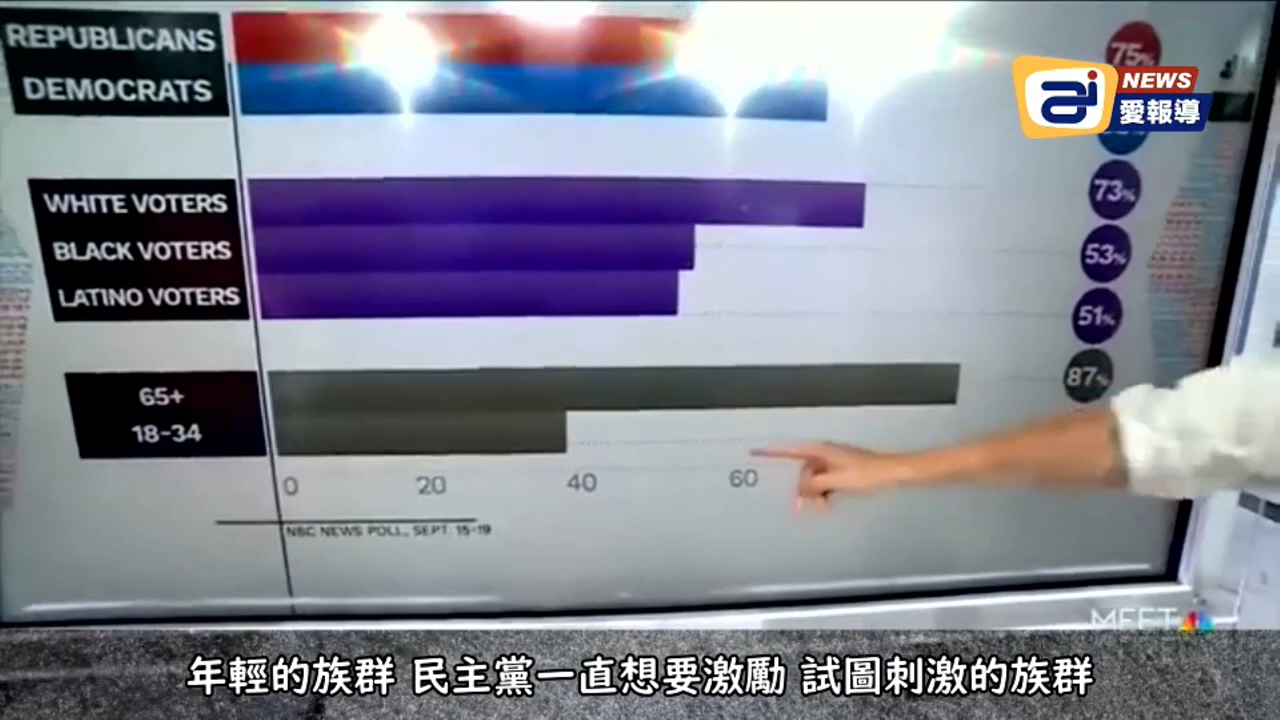 REPUBLICANS
75%
DEMOCRATS
ai NEWS
愛報導
WHITE VOTERS
73%
BLACK VOTERS
53%
LATINO VOTERS
51%
65+
87%
18-34
0 20 40 60
NBC NEWS POLL, SEPT. 15-19
MEET
年輕的族群 民主黨一直想要激勵 試圖刺激的族群